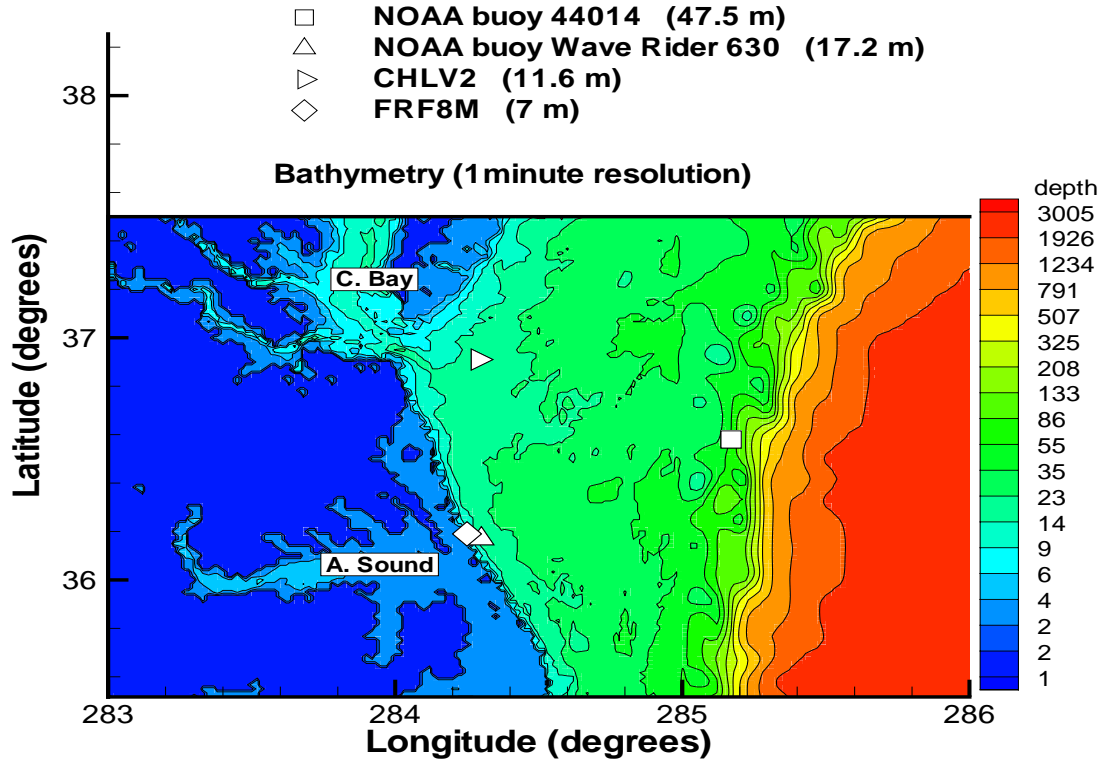 NOAA buoy 44014 (47.5 m)
NOAA buoy Wave Rider 630 (17.2 m)
CHLV2 (11.6 m)
FRF8M (7 m)
38
Bathymetry (1minute resolution)
depth
3005
1926
1234
791
507
325
208
133
86
55
35
23
14
9
6
4
2
2
1
C. Bay
37
A. Sound
36
Latitude (degrees)
283
284
285
286
Longitude (degrees)